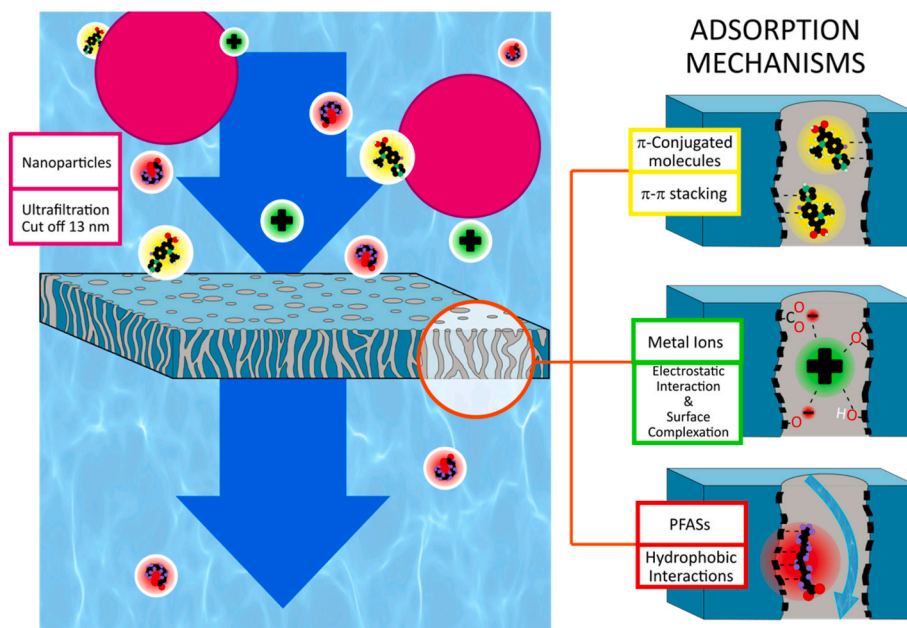 ADSORPTION
MECHANISMS
Nanoparticles
Ultrafiltration
Cut off 13 nm
π-Conjugated
molecules
π-π stacking
Metal Ions
Electrostatic
Interaction
&
Surface
Complexation
C
O
O
O
O
HO
PFASs
Hydrophobic
Interactions